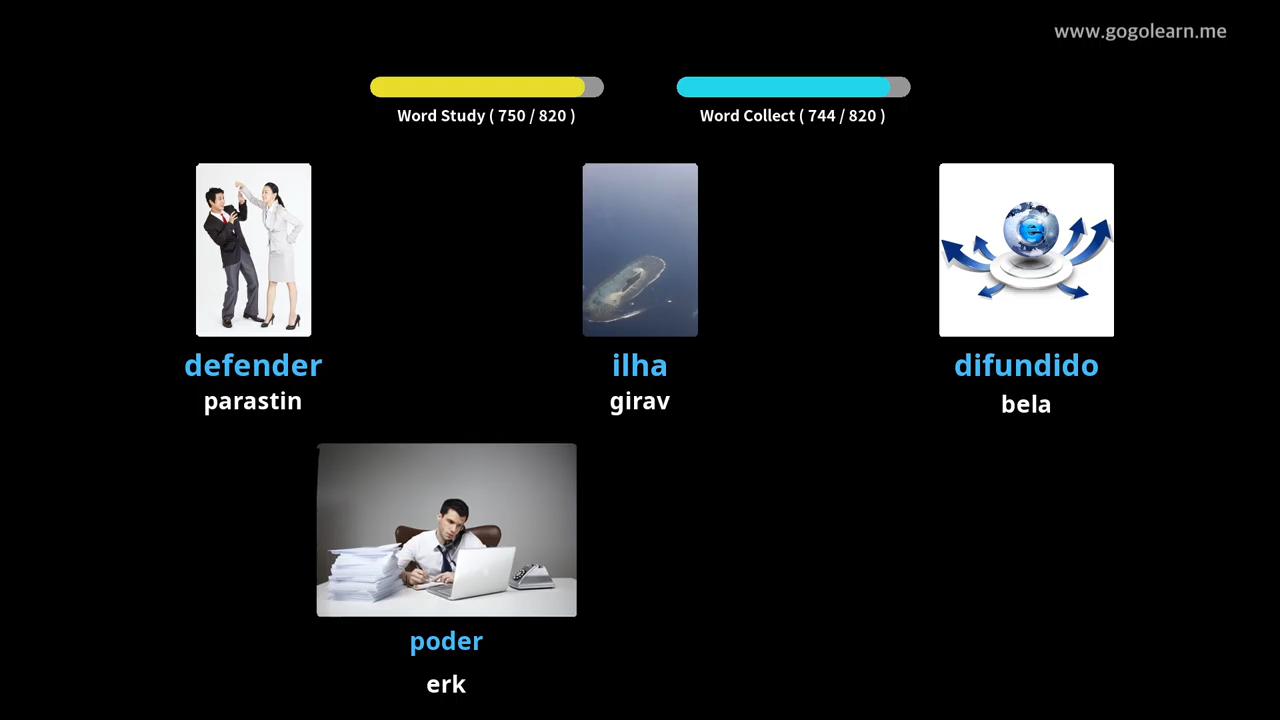 www.gogolearn.me
Word Study ( 750 / 820 )
Word Collect ( 744 / 820 )
defender
parastin
ilha
girav
difundido
bela
poder
erk